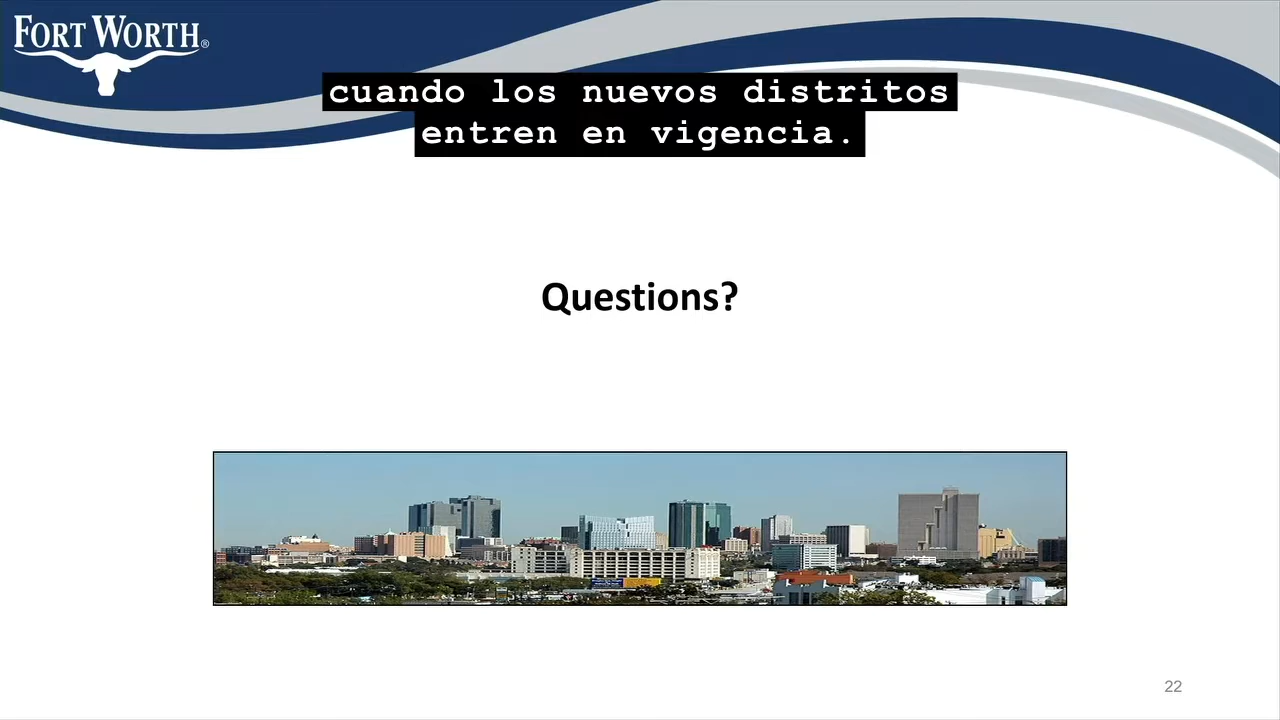 FORT WORTH®
cuando los nuevos distritos
entren en vigencia.
Questions?
22